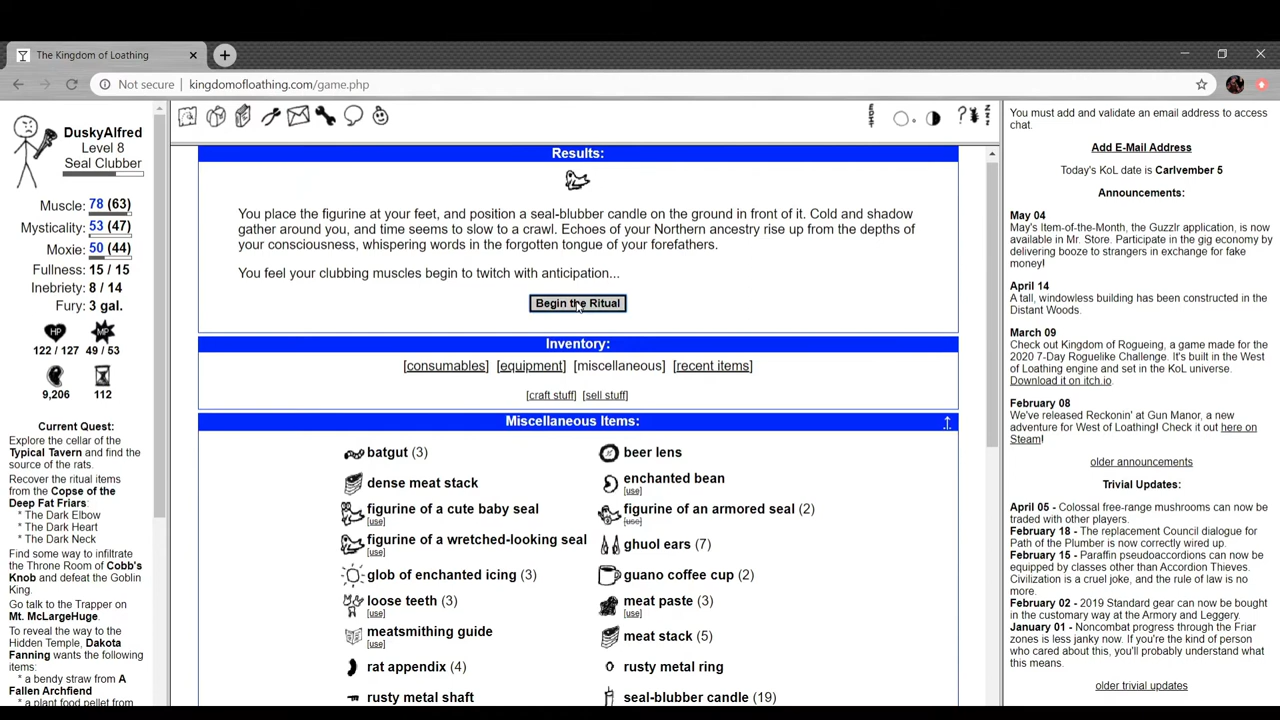 The Kingdom of Loathing
Not secure | kingdomofloathing.com/game.php
DuskyAlfred
Level 8
Seal Clubber
Muscle: 78 (63)
Mysticality: 53 (47)
Moxie: 50 (44)
Fullness: 15 / 15
Inebriety: 8 / 14
Fury: 3 gal.
HP MP
122 / 127 49 / 53
9,206 112
Current Quest:
Explore the cellar of the
Typical Tavern and find the
source of the rats.
Recover the ritual items
from the Copse of the
Deep Fat Friars:
* The Dark Elbow
* The Dark Heart
* The Dark Neck
Find some way to infiltrate
the Throne Room of Cobb's
Knob and defeat the Goblin
King.
Go talk to the Trapper on
Mt. McLargeHuge.
To reveal the way to the
Hidden Temple, Dakota
Fanning wants the following
items:
* a bendy straw from A
Fallen Archfiend
* a plant food pellet from
Results:
You place the figurine at your feet, and position a seal-blubber candle on the ground in front of it. Cold and shadow
gather around you, and time seems to slow to a crawl. Echoes of your Northern ancestry rise up from the depths of
your consciousness, whispering words in the forgotten tongue of your forefathers.
You feel your clubbing muscles begin to twitch with anticipation...
Begin the Ritual
Inventory:
[consumables] [equipment] [miscellaneous] [recent items]
[craft stuff] [sell stuff]
Miscellaneous Items:
batgut (3) beer lens
dense meat stack enchanted bean
[use]
figurine of a cute baby seal figurine of an armored seal (2)
[use] [use]
figurine of a wretched-looking seal ghuol ears (7)
[use]
glob of enchanted icing (3) guano coffee cup (2)
loose teeth (3) meat paste (3)
[use] [use]
meatsmithing guide meat stack (5)
[use]
rat appendix (4) rusty metal ring
rusty metal shaft seal-blubber candle (19)
You must add and validate an email address to access
chat.
Add E-Mail Address
Today's KoL date is Carlvember 5
Announcements:
May 04
May's Item-of-the-Month, the Guzzlr application, is now
available in Mr. Store. Participate in the gig economy by
delivering booze to strangers in exchange for fake
money!
April 14
A tall, windowless building has been constructed in the
Distant Woods.
March 09
Check out Kingdom of Rogueing, a game made for the
2020 7-Day Roguelike Challenge. It's built in the West
of Loathing engine and set in the KoL universe.
Download it on itch.io.
February 08
We've released Reckonin' at Gun Manor, a new
adventure for West of Loathing! Check it out here on
Steam!
older announcements
Trivial Updates:
April 05 - Colossal free-range mushrooms can now be
traded with other players.
February 18 - The replacement Council dialogue for
Path of the Plumber is now correctly wired up.
February 15 - Paraffin pseudoaccordions can now be
equipped by classes other than Accordion Thieves.
Civilization is a cruel joke, and the rule of law is no
more.
February 02 - 2019 Standard gear can now be bought
in the customary way at the Armory and Leggery.
January 01 - Noncombat progress through the Friar
zones is less janky now. If you're the kind of person
who cared about this, you'll probably understand what
this means.
older trivial updates